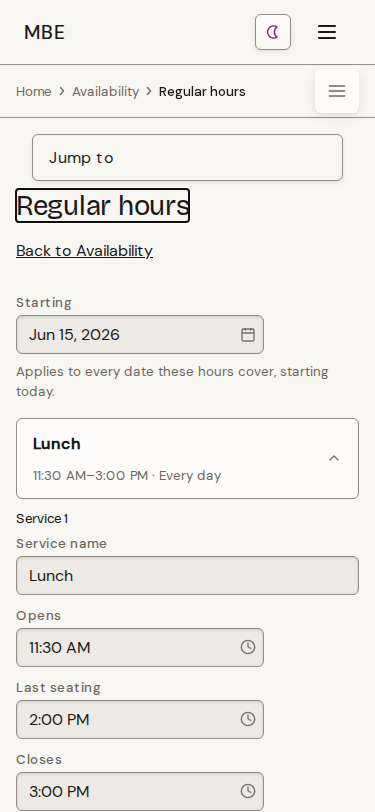 MBE
Home
Availability
Regular hours
Jump to
Regular hours
Back to Availability
Starting
Jun 15, 2026
Applies to every date these hours cover, starting
today.
Lunch
11:30 AM–3:00 PM · Every day
Service 1
Service name
Lunch
Opens
11:30 AM
Last seating
2:00 PM
Closes
3:00 PM